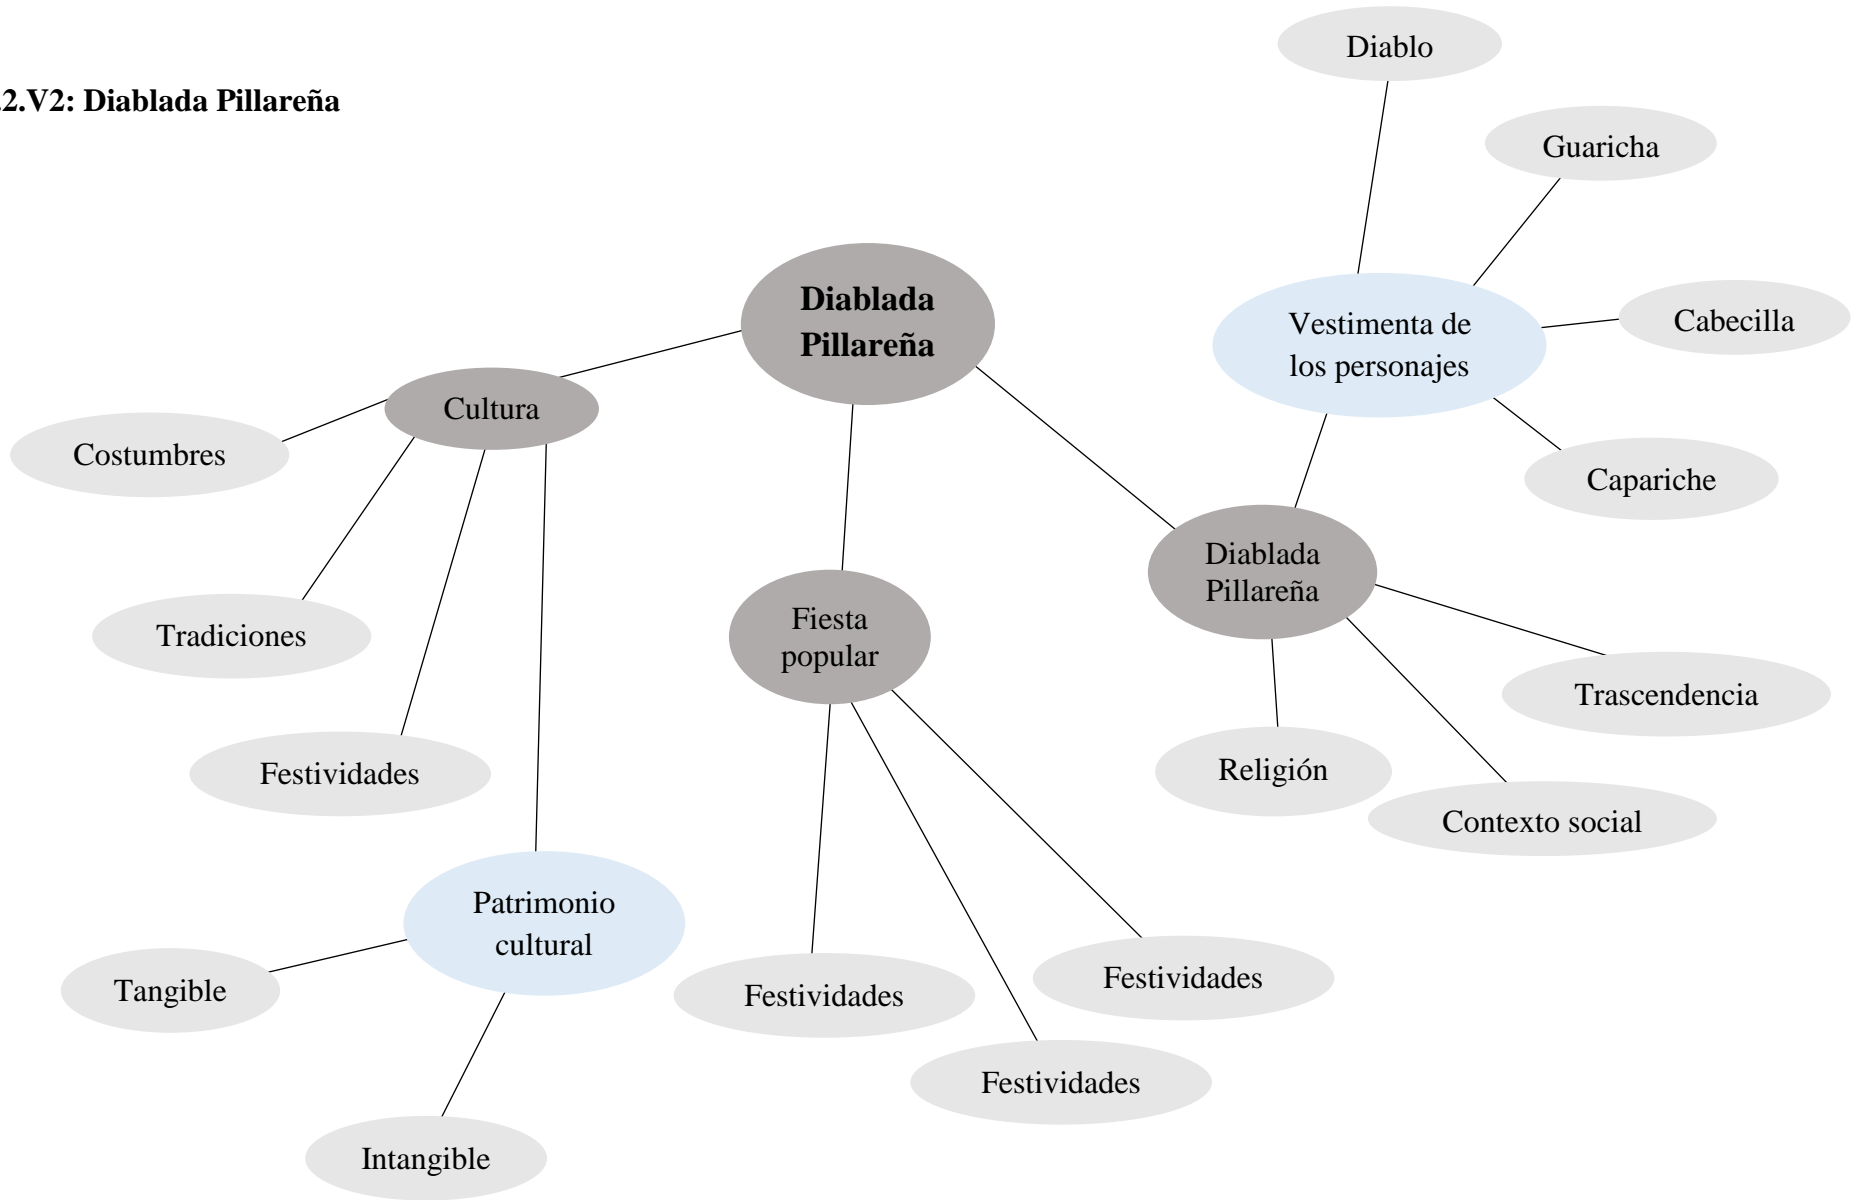 .2.V2: Diablada Pillareña
Diablo
Guaricha
Diablada
Pillareña
Vestimenta de
los personajes
Cabecilla
Cultura
Costumbres
Capariche
Diablada
Pillareña
Fiesta
popular
Tradiciones
Trascendencia
Religión
Festividades
Contexto social
Patrimonio
cultural
Tangible
Festividades
Festividades
Festividades
Intangible